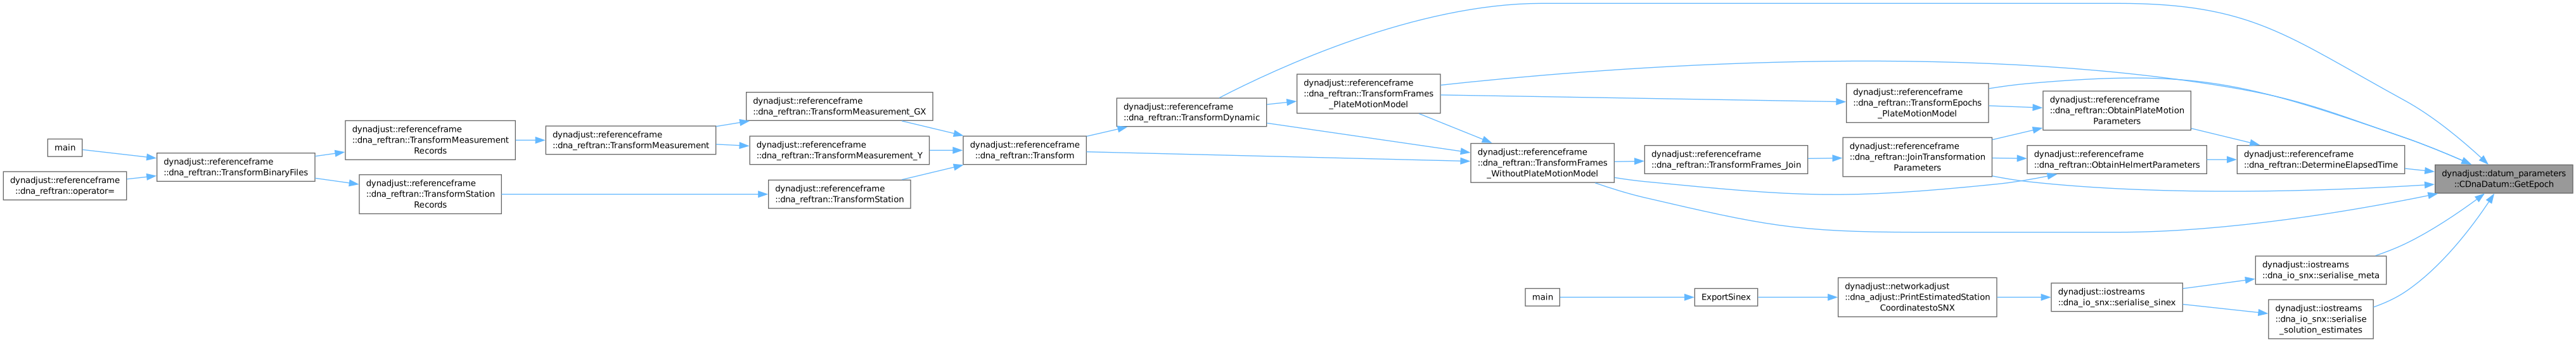 main
dynadjust::referenceframe
::dna_reftran::operator=
dynadjust::referenceframe
::dna_reftran::TransformBinaryFiles
dynadjust::referenceframe
::dna_reftran::TransformMeasurement
Records
dynadjust::referenceframe
::dna_reftran::TransformStation
Records
dynadjust::referenceframe
::dna_reftran::TransformMeasurement
dynadjust::referenceframe
::dna_reftran::TransformMeasurement_GX
dynadjust::referenceframe
::dna_reftran::TransformMeasurement_Y
dynadjust::referenceframe
::dna_reftran::TransformStation
dynadjust::referenceframe
::dna_reftran::Transform
dynadjust::referenceframe
::dna_reftran::TransformDynamic
dynadjust::referenceframe
::dna_reftran::TransformFrames
_PlateMotionModel
dynadjust::referenceframe
::dna_reftran::TransformFrames
_WithoutPlateMotionModel
dynadjust::referenceframe
::dna_reftran::TransformFrames_Join
dynadjust::referenceframe
::dna_reftran::TransformEpochs
_PlateMotionModel
dynadjust::referenceframe
::dna_reftran::JoinTransformation
Parameters
dynadjust::referenceframe
::dna_reftran::ObtainPlateMotion
Parameters
dynadjust::referenceframe
::dna_reftran::ObtainHelmertParameters
dynadjust::referenceframe
::dna_reftran::DetermineElapsedTime
dynadjust::datum_parameters
::CDnaDatum::GetEpoch
main
ExportSinex
dynadjust::networkadjust
::dna_adjust::PrintEstimatedStation
CoordinatestoSNX
dynadjust::iostreams
::dna_io_snx::serialise_sinex
dynadjust::iostreams
::dna_io_snx::serialise_meta
dynadjust::iostreams
::dna_io_snx::serialise
_solution_estimates